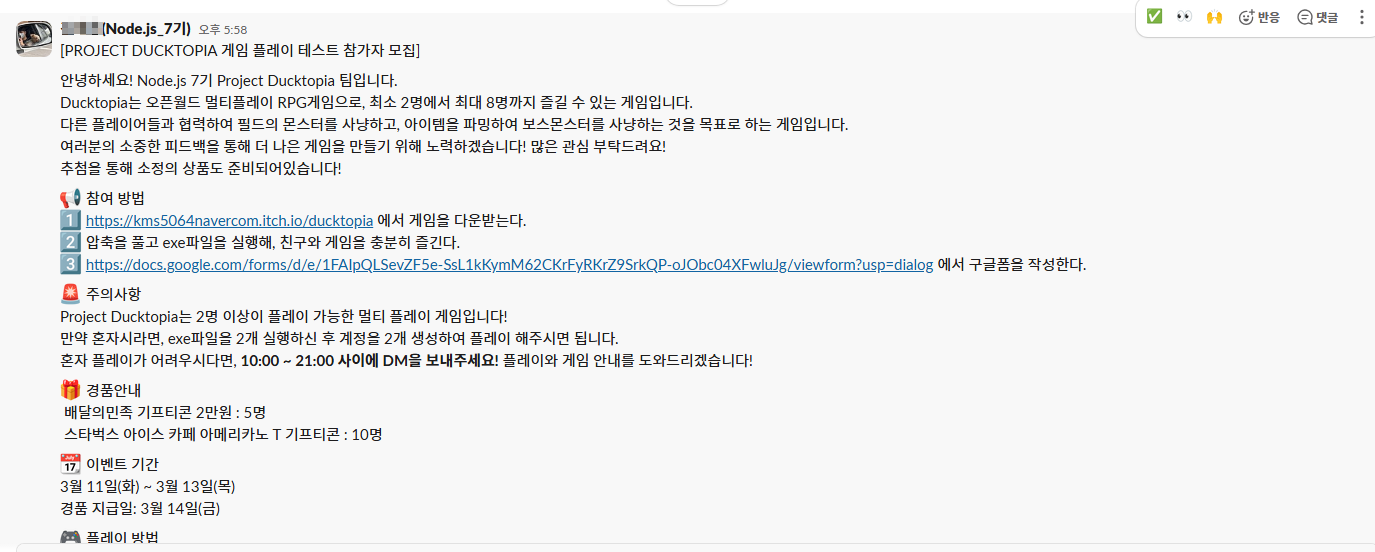 (Node.js_7기) 오후 5:58
반응 댓글
[PROJECT DUCKTOPIA 게임 플레이 테스트 참가자 모집]
안녕하세요! Node.js 7기 Project Ducktopia 팀입니다.
Ducktopia는 오픈월드 멀티플레이 RPG게임으로, 최소 2명에서 최대 8명까지 즐길 수 있는 게임입니다.
다른 플레이어들과 협력하여 필드의 몬스터를 사냥하고, 아이템을 파밍하여 보스몬스터를 사냥하는 것을 목표로 하는 게임입니다.
여러분의 소중한 피드백을 통해 더 나은 게임을 만들기 위해 노력하겠습니다! 많은 관심 부탁드려요!
추첨을 통해 소정의 상품도 준비되어있습니다!
📢 참여 방법
1️⃣ https://kms5064navercom.itch.io/ducktopia 에서 게임을 다운받는다.
2️⃣ 압축을 풀고 exe파일을 실행해, 친구와 게임을 충분히 즐긴다.
3️⃣ https://docs.google.com/forms/d/e/1FAIpQLSevZF5e-SsL1kKymM62CKrFyRKrZ9SrkQP-oJObc04XFwluJg/viewform?usp=dialog 에서 구글폼을 작성한다.
🚨 주의사항
Project Ducktopia는 2명 이상이 플레이 가능한 멀티 플레이 게임입니다!
만약 혼자시라면, exe파일을 2개 실행하신 후 계정을 2개 생성하여 플레이 해주시면 됩니다.
혼자 플레이가 어려우시다면, 10:00 ~ 21:00 사이에 DM을 보내주세요! 플레이와 게임 안내를 도와드리겠습니다!
🎁 경품안내
배달의민족 기프티콘 2만원 : 5명
스타벅스 아이스 카페 아메리카노 T 기프티콘 : 10명
📆 이벤트 기간
3월 11일(화) ~ 3월 13일(목)
경품 지급일: 3월 14일(금)
🎮 플레이 방법